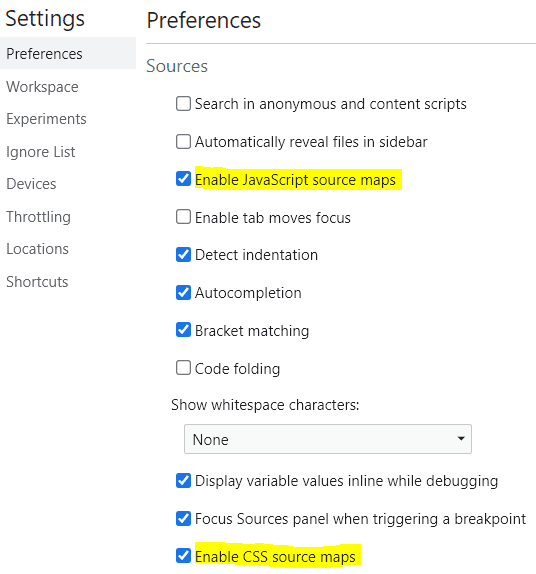 Settings
Preferences
Workspace
Experiments
Ignore List
Devices
Throttling
Locations
Shortcuts
Preferences
Sources
Search in anonymous and content scripts
Automatically reveal files in sidebar
Enable JavaScript source maps
Enable tab moves focus
Detect indentation
Autocompletion
Bracket matching
Code folding
Show whitespace characters:
None
Display variable values inline while debugging
Focus Sources panel when triggering a breakpoint
Enable CSS source maps